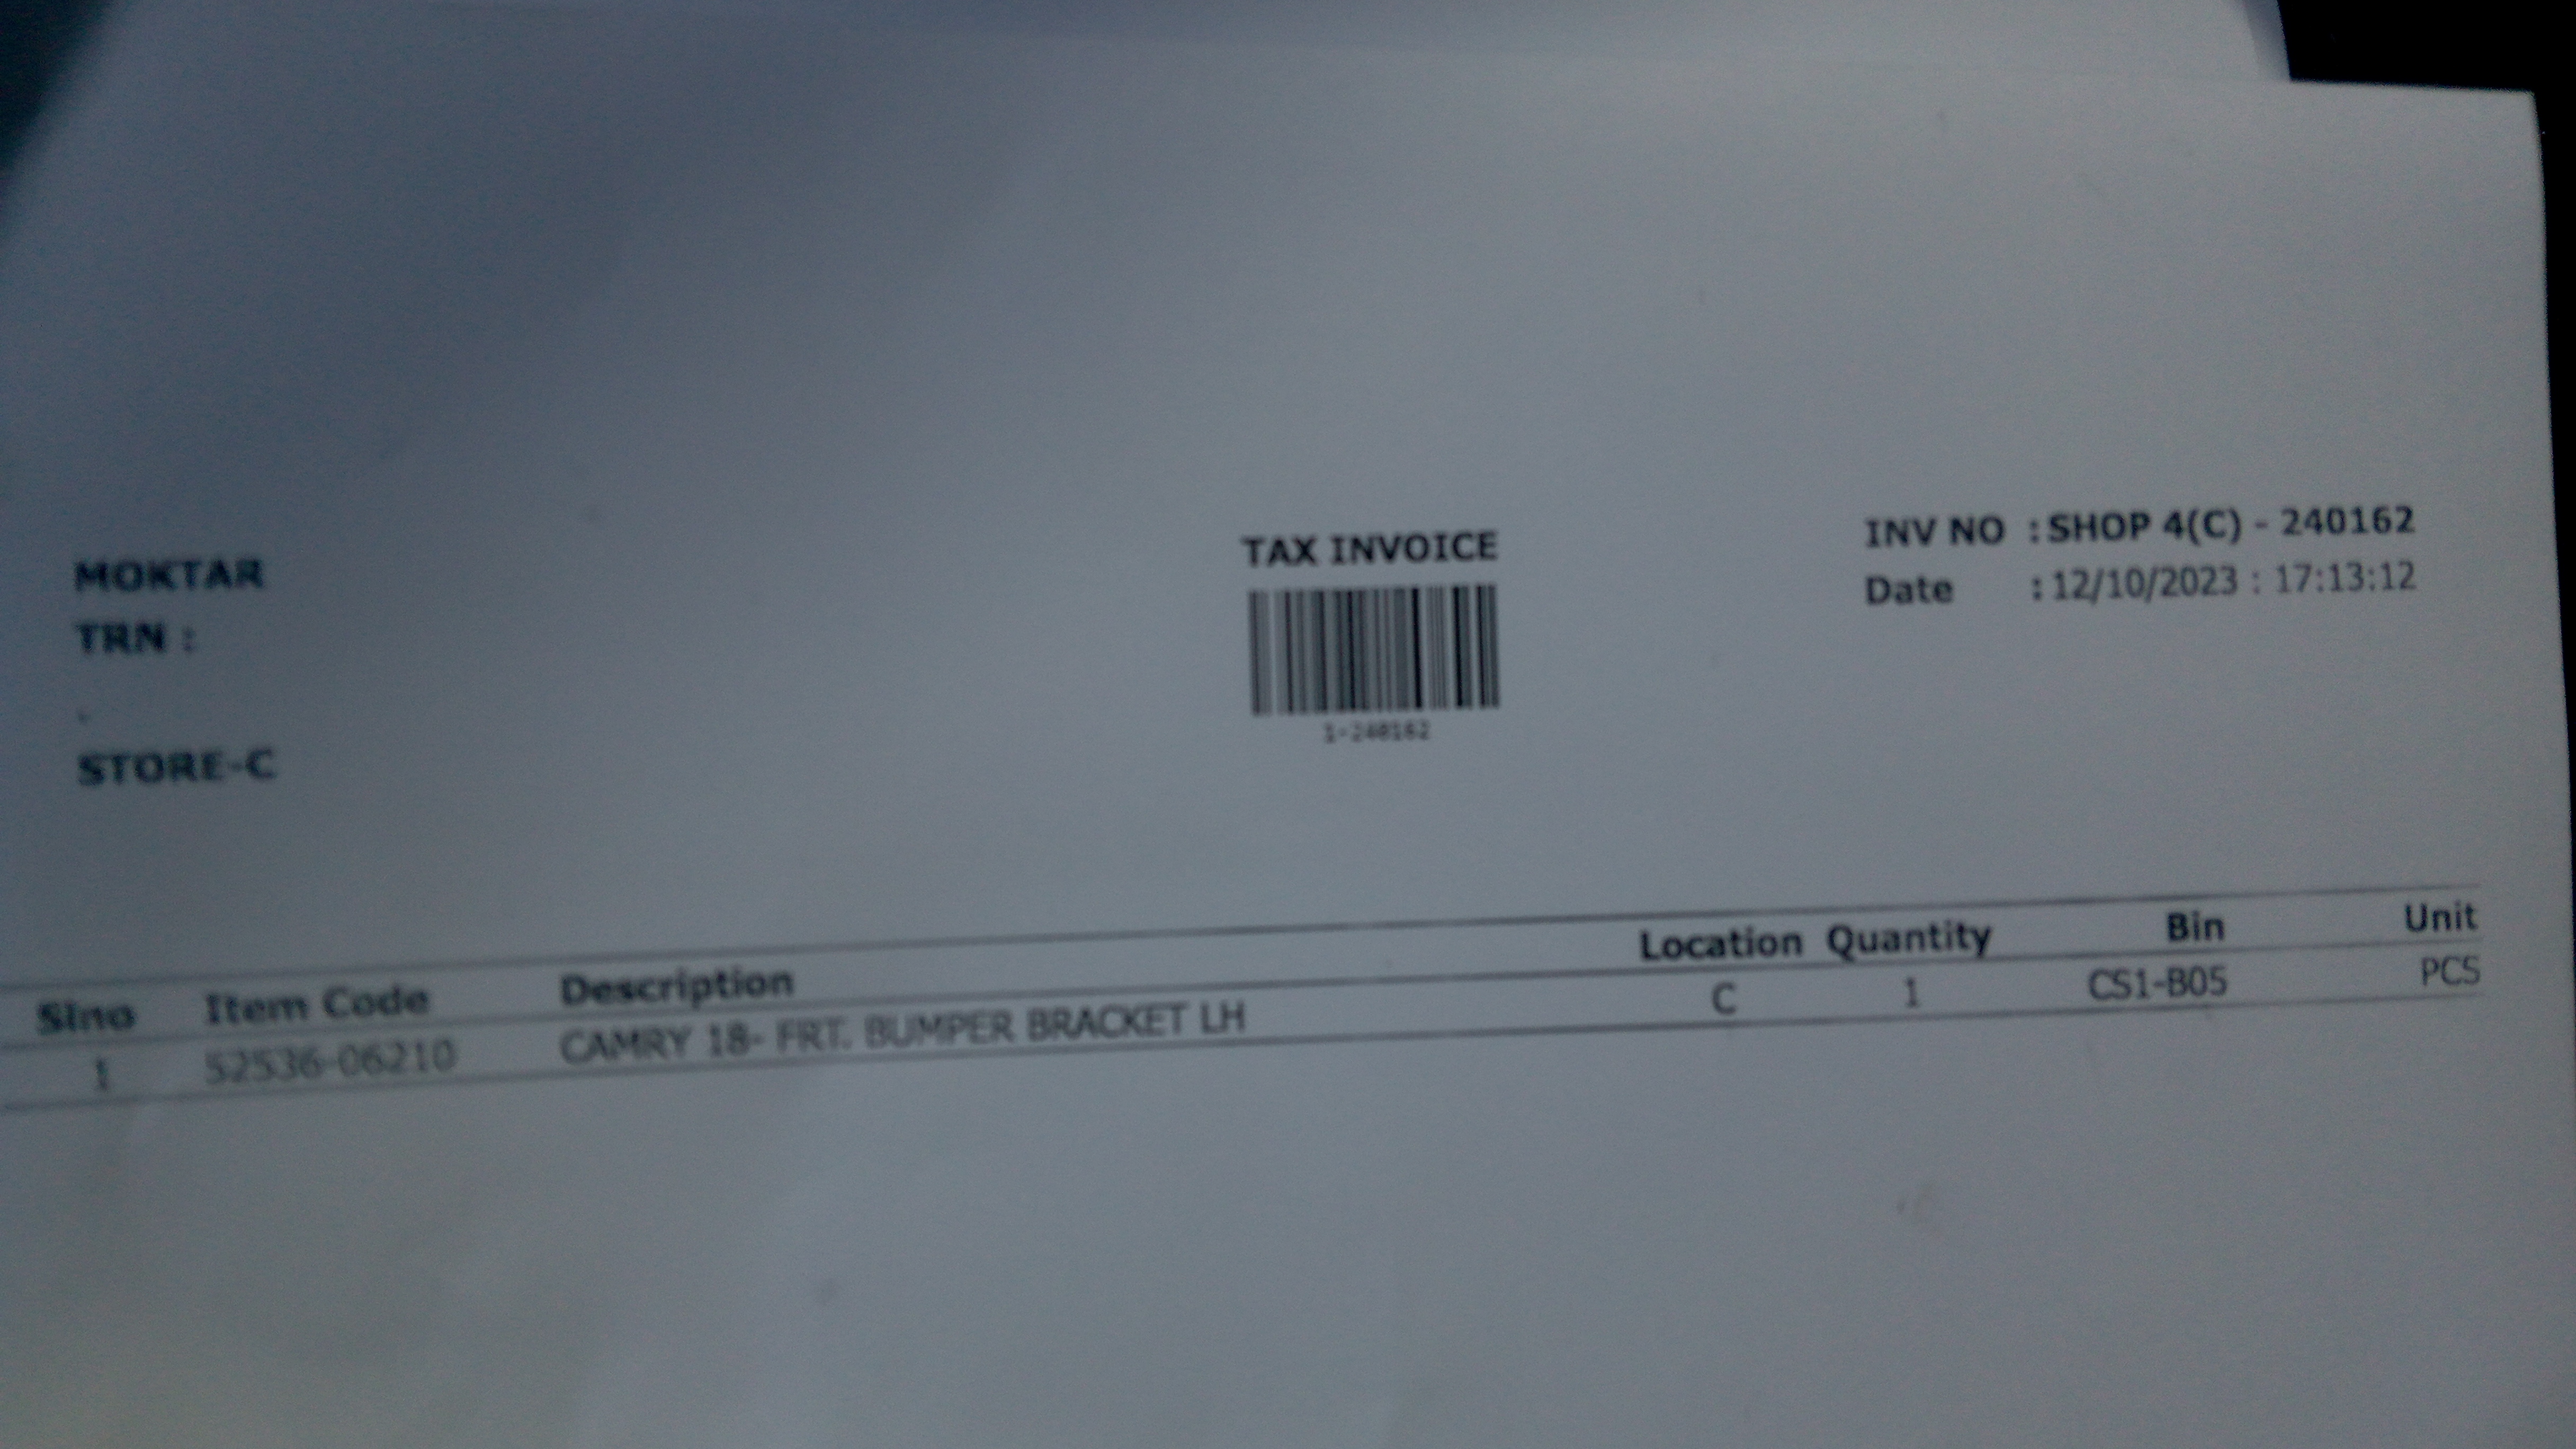 MOKTAR
TRN :
.
STORE-C
TAX INVOICE
1-240162
INV NO : SHOP 4(C) - 240162
Date : 12/10/2023 : 17:13:12
Slno Item Code Description Location Quantity Bin Unit
1 52536-06210 CAMRY 18- FRT. BUMPER BRACKET LH C 1 CS1-B05 PCS